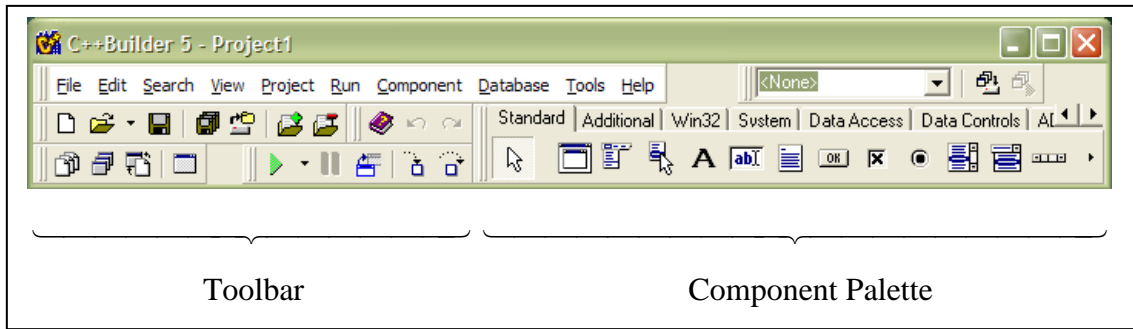 C++Builder 5 - Project1
File Edit Search View Project Run Component Database Tools Help <None>
Standard Additional Win32 System Data Access Data Controls
A ab OK
Toolbar Component Palette